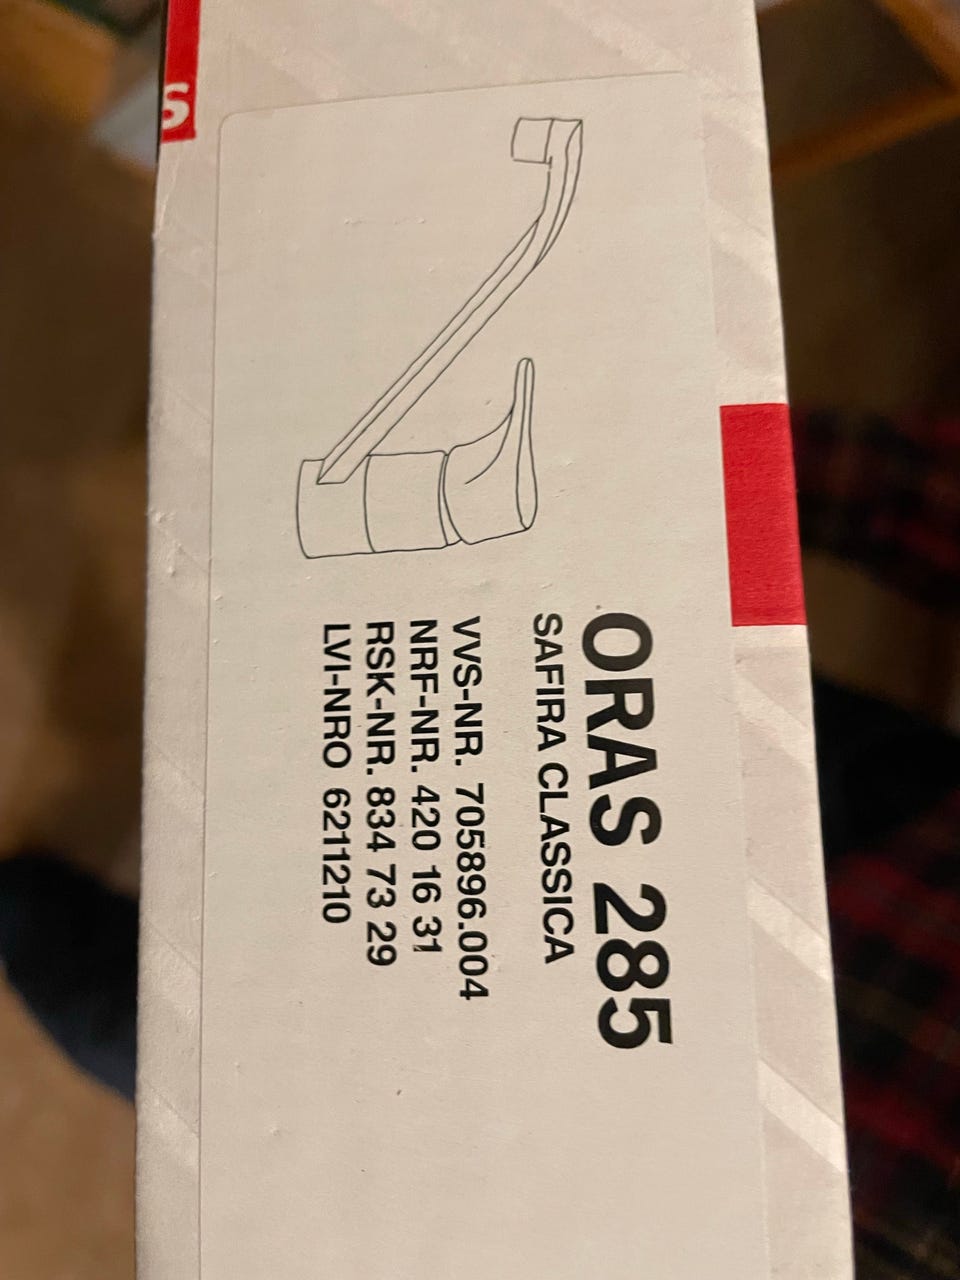 S
ORAS 285
SAFIRA CLASSICA
VVS-NR. 705896.004
NRF-NR. 420 16 31
RSK-NR. 834 73 29
LVI-NRO 6211210